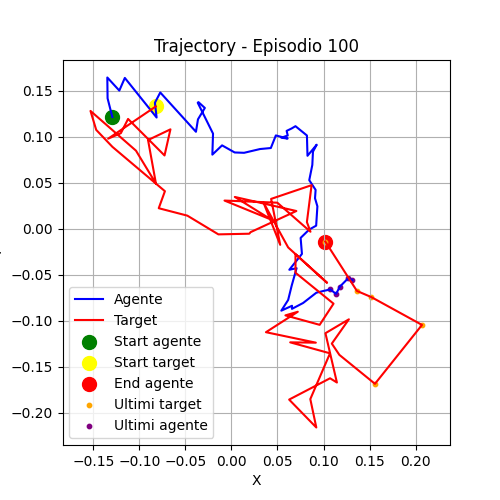 Trajectory - Episodio 100
0.15
0.10
0.05
0.00
−0.05
−0.10
−0.15
−0.20
Agente
Target
Start agente
Start target
End agente
Ultimi target
Ultimi agente
−0.15 −0.10 −0.05 0.00 0.05 0.10 0.15 0.20
X